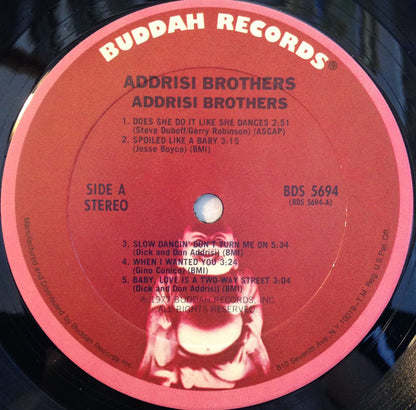 BUDDAH RECORDS®
ADDRISI BROTHERS
ADDRISI BROTHERS
1. DOES SHE DO IT LIKE SHE DANCES 2:51
(Steve Duboff/Gerry Robinson) (ASCAP)
2. SPOILED LIKE A BABY 3:15
(Jesse Boyce) (BMI)
SIDE A
STEREO
BDS 5694
(BDS 5694-A)
3. SLOW DANCIN' DON'T TURN ME ON 5:34
(Dick and Don Addrisi) (BMI)
4. WHEN I WANTED YOU 3:24
(Gino Cunico) (BMI)
5. BABY, LOVE IS A TWO-WAY STREET 3:04
(Dick and Don Addrisi) (BMI)
℗ 1977 BUDDAH RECORDS, INC.
ALL RIGHTS RESERVED
Manufactured and Distributed by Buddah Records Inc.
810 Seventh Ave. N.Y. 10019 - T.M. Reg. U.S. Pat. Off.